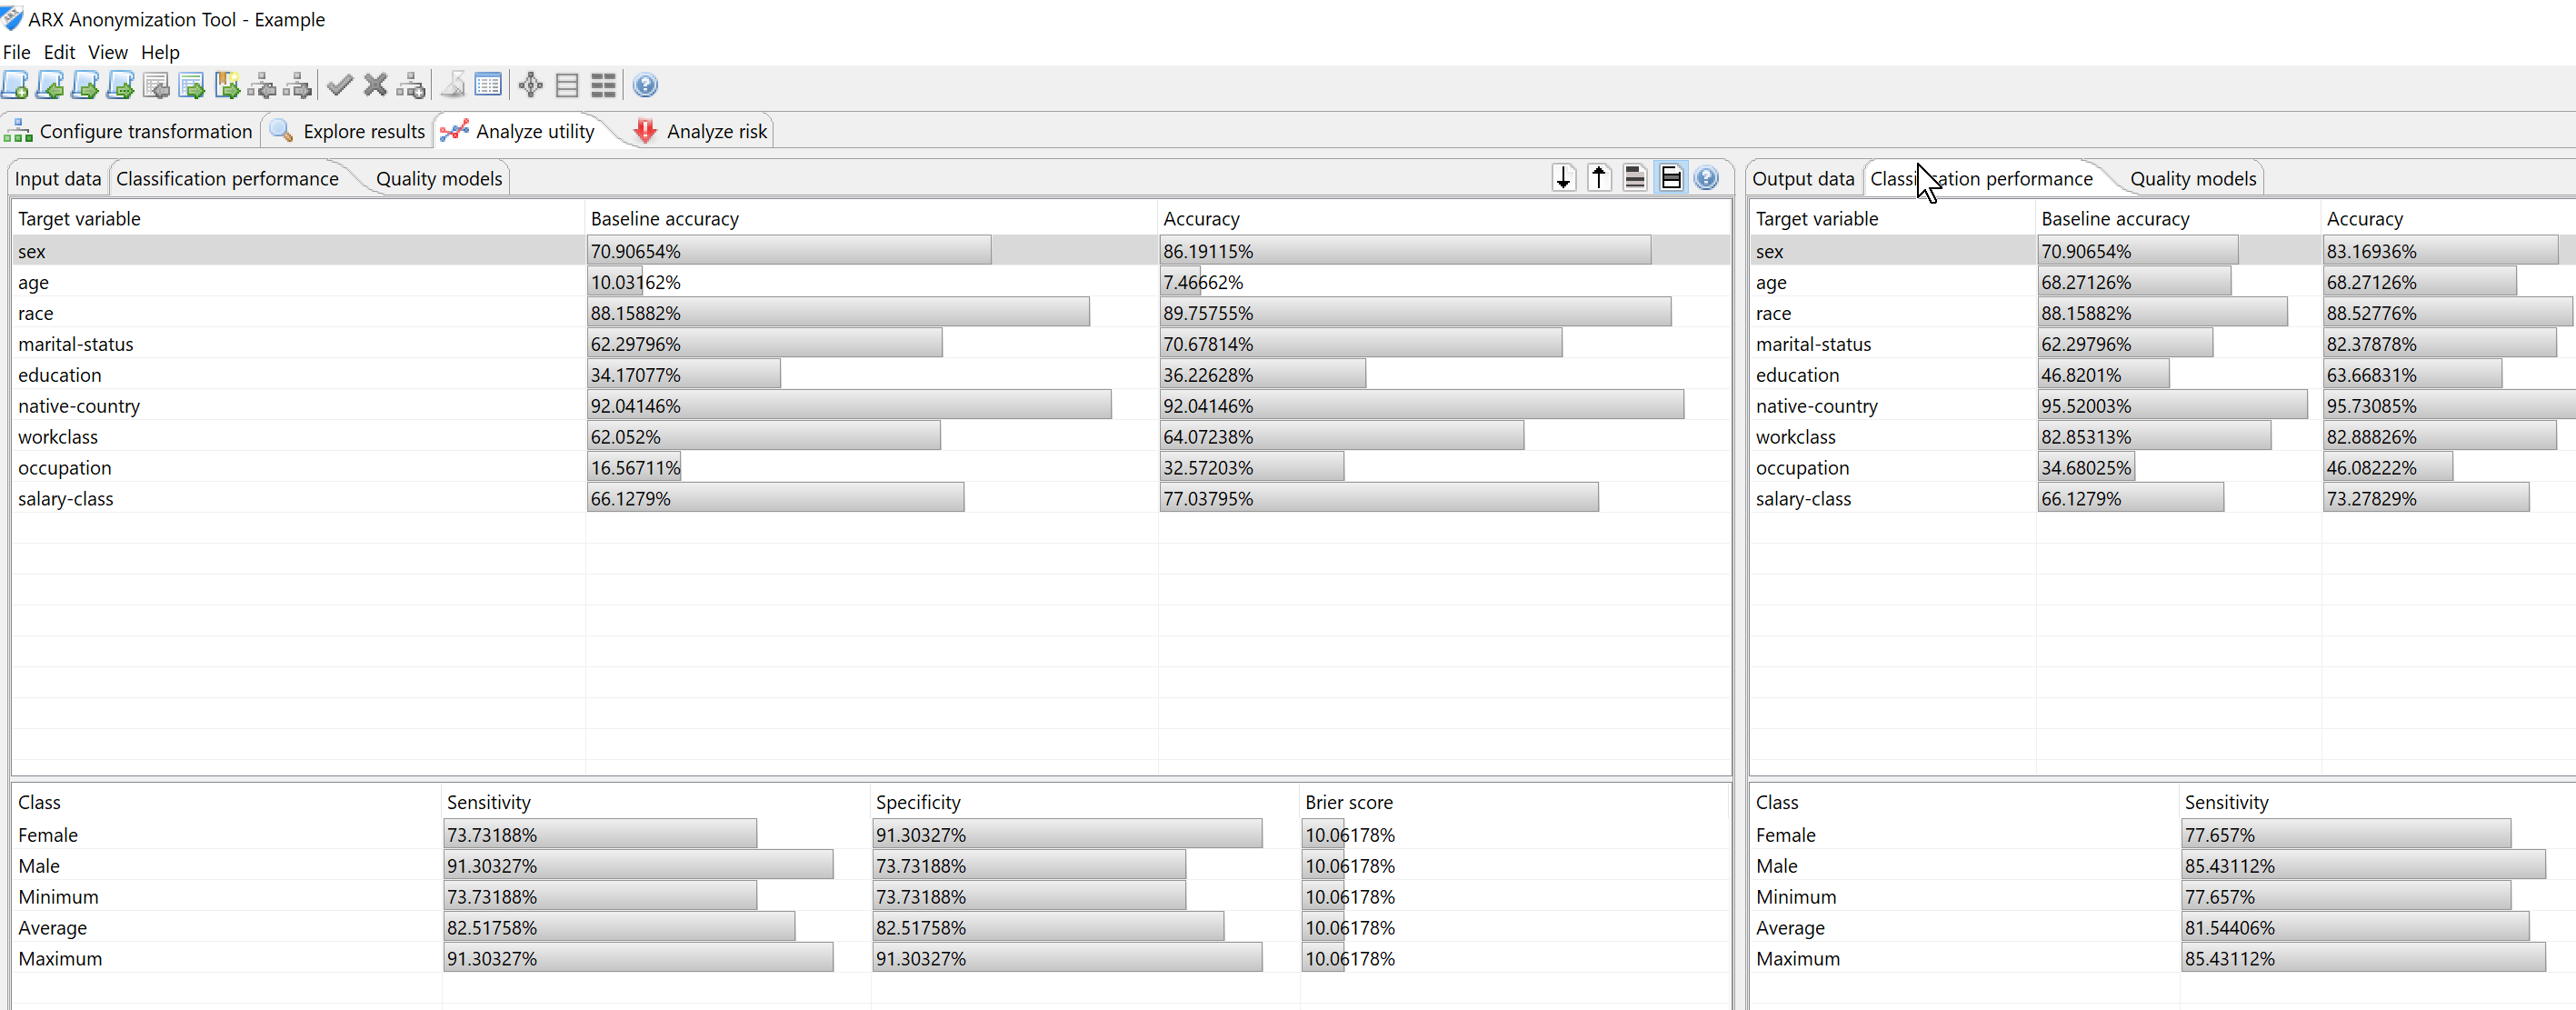 ARX Anonymization Tool - Example
File Edit View Help
Configure transformation Explore results Analyze utility Analyze risk
Input data Classification performance Quality models
Target variable Baseline accuracy Accuracy
sex 70.90654% 86.19115%
age 10.03162% 7.46662%
race 88.15882% 89.75755%
marital-status 62.29796% 70.67814%
education 34.17077% 36.22628%
native-country 92.04146% 92.04146%
workclass 62.052% 64.07238%
occupation 16.56711% 32.57203%
salary-class 66.1279% 77.03795%
Class Sensitivity Specificity Brier score
Female 73.73188% 91.30327% 10.06178%
Male 91.30327% 73.73188% 10.06178%
Minimum 73.73188% 73.73188% 10.06178%
Average 82.51758% 82.51758% 10.06178%
Maximum 91.30327% 91.30327% 10.06178%
Output data Classification performance Quality models
Target variable Baseline accuracy Accuracy
sex 70.90654% 83.16936%
age 68.27126% 68.27126%
race 88.15882% 88.52776%
marital-status 62.29796% 82.37878%
education 46.8201% 63.66831%
native-country 95.52003% 95.73085%
workclass 82.85313% 82.88826%
occupation 34.68025% 46.08222%
salary-class 66.1279% 73.27829%
Class Sensitivity
Female 77.657%
Male 85.43112%
Minimum 77.657%
Average 81.54406%
Maximum 85.43112%